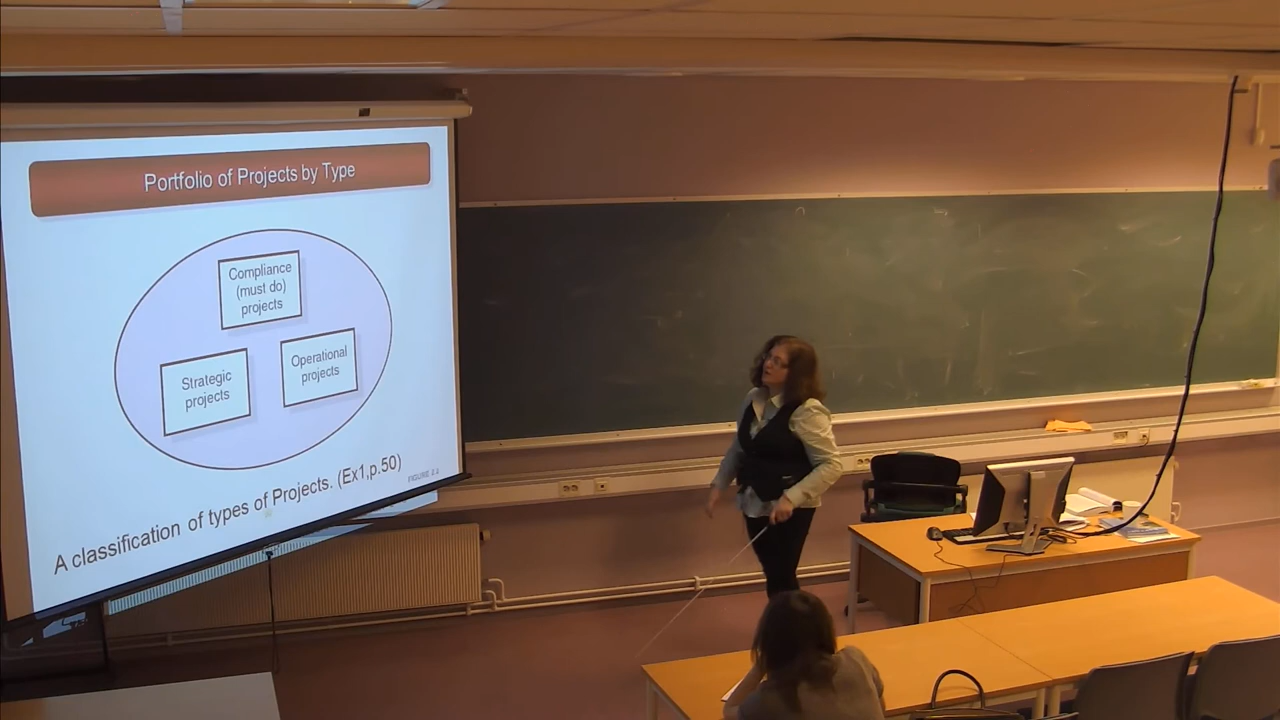 Portfolio of Projects by Type
Compliance
(must do)
projects
Strategic
projects
Operational
projects
A classification of types of Projects. (Ex1,p.50)